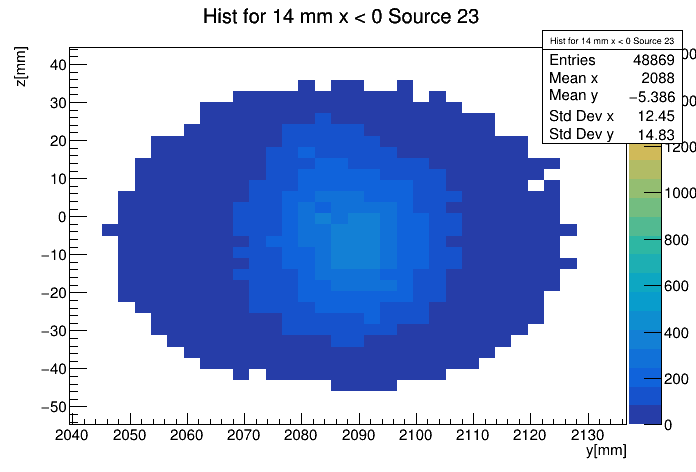 Hist for 14 mm x < 0 Source 23
Hist for 14 mm x < 0 Source 23
Entries 48869
Mean x 2088
Mean y −5.386
Std Dev x 12.45
Std Dev y 14.83
z[mm]
40
30
20
10
0
−10
−20
−30
−40
−50
2040 2050 2060 2070 2080 2090 2100 2110 2120 2130
y[mm]
1200
1000
800
600
400
200
0